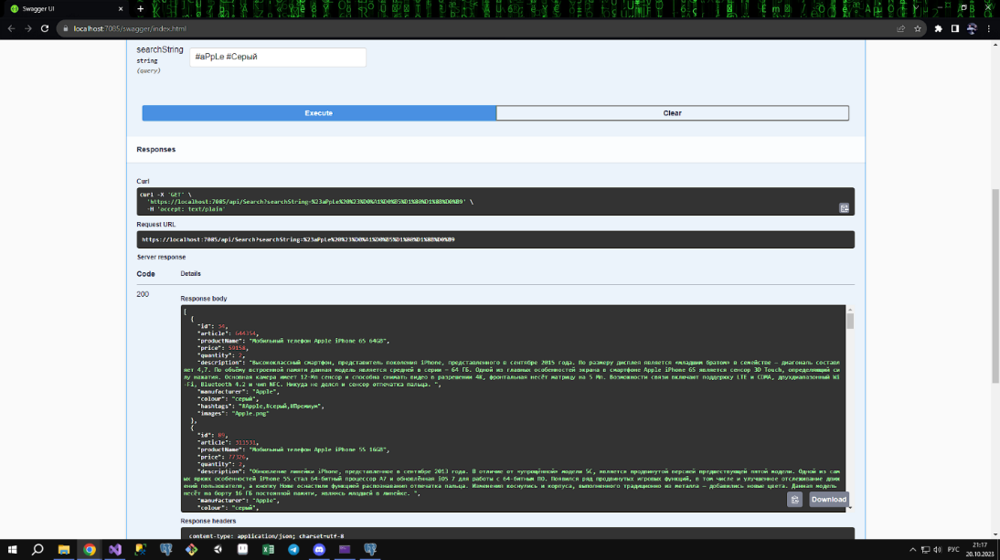 Swagger UI
localhost:7085/swagger/index.html
searchString
string
(query)
#aPpLe #Серый
Execute
Clear
Responses
Curl
curl -X 'GET' \
'https://localhost:7085/api/Search?searchString=%23aPpLe%20%23%D0%A1%D0%B5%D1%80%D1%8B%D0%B9' \
-H 'accept: text/plain'
Request URL
https://localhost:7085/api/Search?searchString=%23aPpLe%20%23%D0%A1%D0%B5%D1%80%D1%8B%D0%B9
Server response
Code
Details
200
Response body
[
{
"id": 34,
"article": 644354,
"productName": "Мобильный телефон Apple iPhone 6S 64GB",
"price": 59158,
"quantity": 2,
"description": "Высококлассный смартфон, представитель поколения iPhone, представленного в сентябре 2015 года. По размеру дисплея является «младшим братом» в семействе – диагональ составл
яет 4,7. По объёму встроенной памяти данная модель является средней в серии – 64 ГБ. Одной из главных особенностей экрана в смартфоне Apple iPhone 6S является сенсор 3D Touch, определяющий си
лу нажатия. Основная камера имеет 12-Мп сенсор и способна снимать видео в разрешении 4K, фронтальная несёт матрицу на 5 Мп. Возможности связи включают поддержку LTE и CDMA, двухдиапазонный Wi
-Fi, Bluetooth 4.2 и чип NFC. Никуда не делся и сенсор отпечатка пальца. ",
"manufacturer": "Apple",
"colour": "серый",
"hashtags": "#Apple,#серый,#Премиум",
"images": "Apple.png"
},
{
"id": 85,
"article": 311531,
"productName": "Мобильный телефон Apple iPhone 5S 16GB",
"price": 77326,
"quantity": 2,
"description": "Обновление линейки iPhone, представленное в сентябре 2013 года. В отличие от «упрощённой» модели 5C, является продвинутой версией предшествующей пятой модели. Одной из сам
ых ярких особенностей iPhone 5S стал 64-битный процессор A7 и обновлённая iOS 7 для работы с 64-битным ПО. Появился ряд продвинутых игровых функций, в том числе и улучшенное отслеживание движ
ений пользователя, а кнопку Home оснастили функцией распознавания отпечатка пальца. Изменения коснулись и корпуса, выполненного традиционно из металла – добавились новые цвета. Данная модель
несёт на борту 16 ГБ постоянной памяти, являясь младшей в линейке. ",
"manufacturer": "Apple",
"colour": "серый",
Download
Response headers
content-type: application/json; charset=utf-8
РУС
21:17
20.10.2023